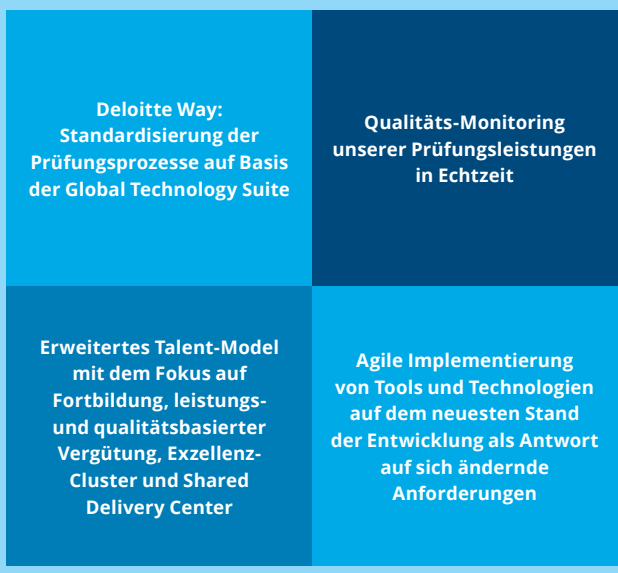 Deloitte Way:
Standardisierung der
Prüfungsprozesse auf Basis
der Global Technology Suite
Qualitäts-Monitoring
unserer Prüfungsleistungen
in Echtzeit
Erweitertes Talent-Model
mit dem Fokus auf
Fortbildung, leistungs-
und qualitätsbasierter
Vergütung, Exzellenz-
Cluster und Shared
Delivery Center
Agile Implementierung
von Tools und Technologien
auf dem neuesten Stand
der Entwicklung als Antwort
auf sich ändernde
Anforderungen